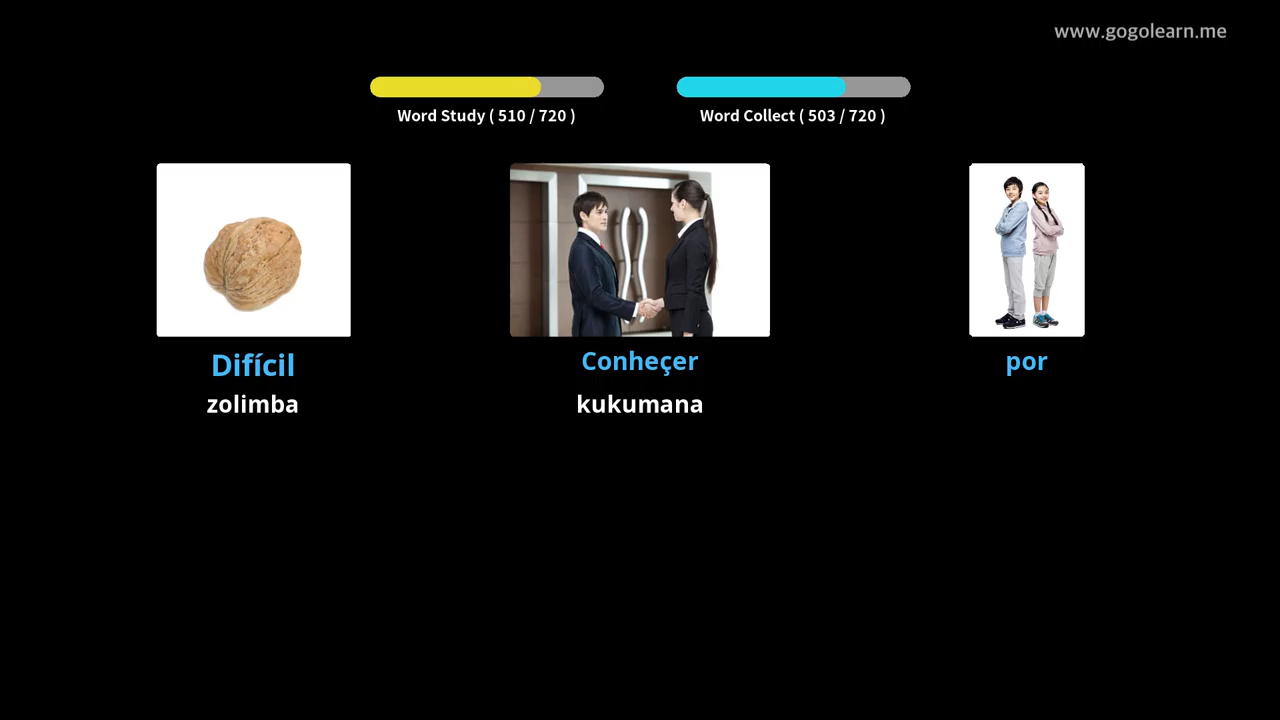 www.gogolearn.me
Word Study ( 510 / 720 )
Word Collect ( 503 / 720 )
Difícil
zolimba
Conheçer
kukumana
por